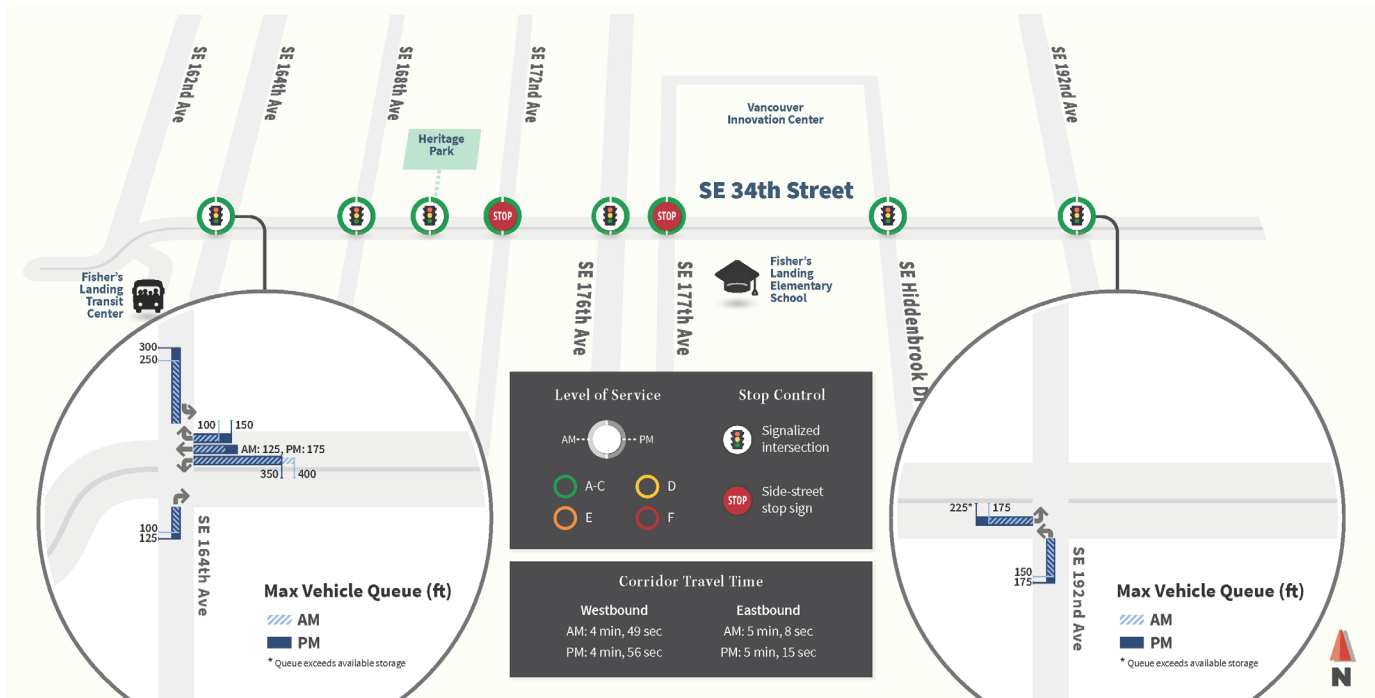 SE 162nd Ave
SE 164th Ave
SE 168th Ave
SE 172nd Ave
SE 192nd Ave
Vancouver
Innovation Center
Heritage
Park
SE 34th Street
STOP
STOP
Fisher's
Landing
Transit
Center
SE 176th Ave
SE 177th Ave
Fisher's
Landing
Elementary
School
SE Hiddenbrook Dr
300
250
100
150
AM: 125, PM: 175
350
400
100
125
SE 164th Ave
Max Vehicle Queue (ft)
AM
PM
* Queue exceeds available storage
Level of Service
AM
PM
A-C
D
E
F
Stop Control
Signalized
intersection
STOP
Side-street
stop sign
Corridor Travel Time
Westbound
AM: 4 min, 49 sec
PM: 4 min, 56 sec
Eastbound
AM: 5 min, 8 sec
PM: 5 min, 15 sec
225*
175
150
175
SE 192nd Ave
Max Vehicle Queue (ft)
AM
PM
* Queue exceeds available storage
N